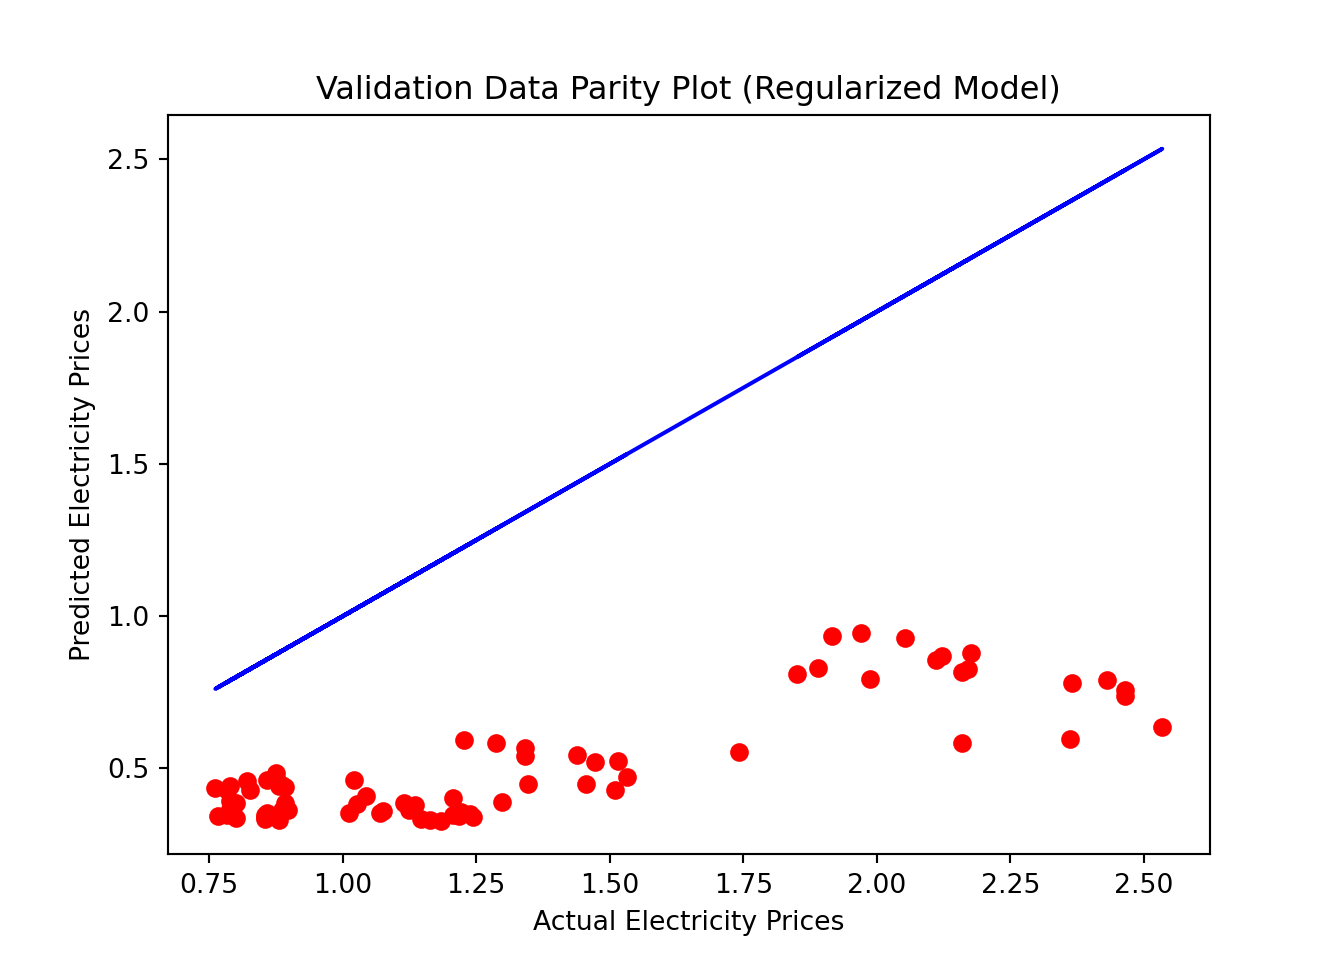 Validation Data Parity Plot (Regularized Model)
Predicted Electricity Prices
2.5
2.0
1.5
1.0
0.5
0.75 1.00 1.25 1.50 1.75 2.00 2.25 2.50
Actual Electricity Prices